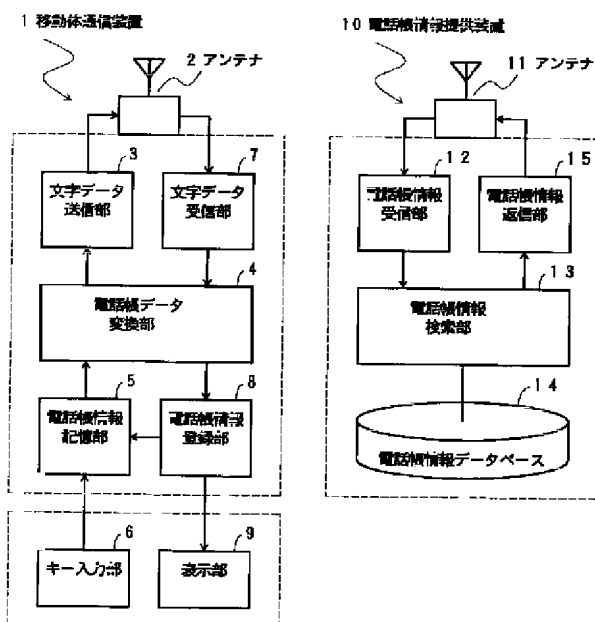 1 移動体通信装置
2 アンテナ
3
文字データ
送信部
7
文字データ
受信部
4
電話帳データ
変換部
5
電話帳情報
記憶部
8
電話帳情報
登録部
6
キー入力部
9
表示部
10 電話帳情報提供装置
11 アンテナ
12
電話帳情報
受信部
15
電話帳情報
返信部
13
電話帳情報
検索部
14
電話帳情報データベース